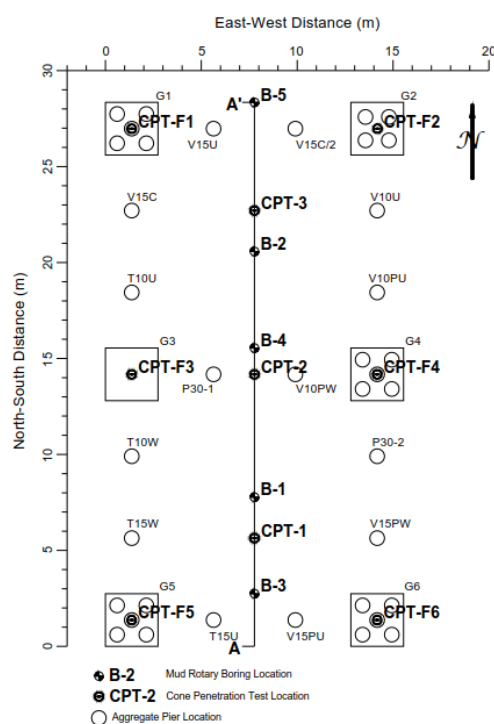 East-West Distance (m)
0 5 10 15 20
30
25
20
15
10
5
0
North-South Distance (m)
G1
CPT-F1
V15U
A'
B-5
V15C/2
G2
CPT-F2
N
V15C
CPT-3
V10U
B-2
T10U
V10PU
B-4
G3
CPT-F3
P30-1
CPT-2
V10PW
G4
CPT-F4
T10W
P30-2
B-1
T15W
CPT-1
V15PW
B-3
G5
CPT-F5
T15U
A
V15PU
G6
CPT-F6
B-2 Mud Rotary Boring Location
CPT-2 Cone Penetration Test Location
Aggregate Pier Location